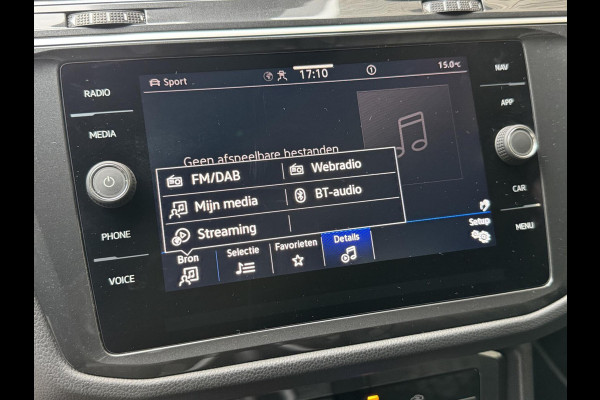 RADIO
MEDIA
PHONE
VOICE
Sport
17:10
15.0°C
Geen afspeelbare bestanden
FM/DAB
Webradio
Mijn media
BT-audio
Streaming
Bron
Selectie
Favorieten
Details
Setup
NAV
APP
CAR
MENU